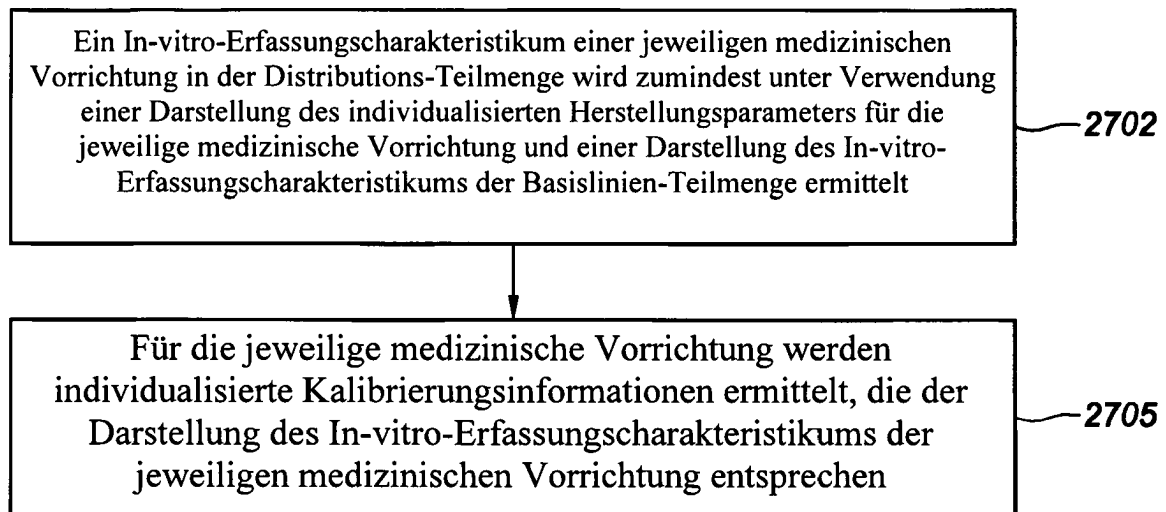 Ein In-vitro-Erfassungscharakteristikum einer jeweiligen medizinischen
Vorrichtung in der Distributions-Teilmenge wird zumindest unter Verwendung
einer Darstellung des individualisierten Herstellungsparameters für die
jeweilige medizinische Vorrichtung und einer Darstellung des In-vitro-
Erfassungscharakteristikums der Basislinien-Teilmenge ermittelt
2702
Für die jeweilige medizinische Vorrichtung werden
individualisierte Kalibrierungsinformationen ermittelt, die der
Darstellung des In-vitro-Erfassungscharakteristikums der
jeweiligen medizinischen Vorrichtung entsprechen
2705